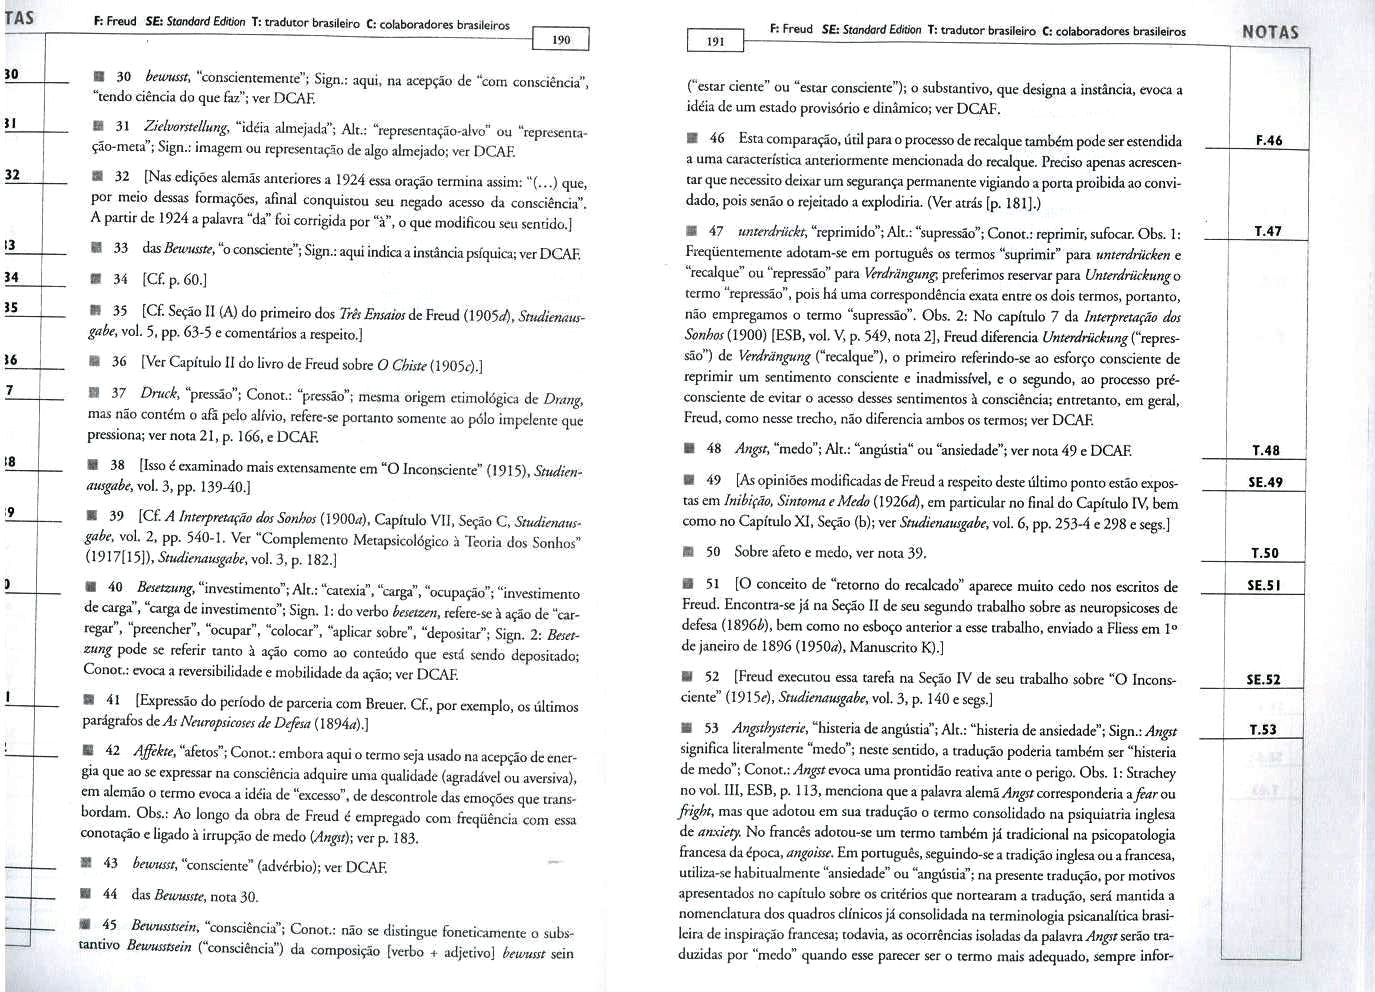 TAS
F: Freud SE: Standard Edition T: tradutor brasileiro C: colaboradores brasileiros
190
30
■ 30 bewusst, “conscientemente”; Sign.: aqui, na acepção de “com consciência”,
“tendo ciência do que faz”; ver DCAF.
31
■ 31 Zielvorstellung, “idéia almejada”; Alt.: “representação-alvo” ou “representa-
ção-meta”; Sign.: imagem ou representação de algo almejado; ver DCAF.
32
■ 32 [Nas edições alemãs anteriores a 1924 essa oração termina assim: “(...) que,
por meio dessas formações, afinal conquistou seu negado acesso da consciência”.
A partir de 1924 a palavra “da” foi corrigida por “à”, o que modificou seu sentido.]
33
■ 33 das Bewusste, “o consciente”; Sign.: aqui indica a instância psíquica; ver DCAF.
34
■ 34 [Cf. p. 60.]
35
■ 35 [Cf. Seção II (A) do primeiro dos Três Ensaios de Freud (1905d), Studienaus-
gabe, vol. 5, pp. 63-5 e comentários a respeito.]
36
■ 36 [Ver Capítulo II do livro de Freud sobre O Chiste (1905c).]
7
■ 37 Druck, “pressão”; Conot.: “pressão”; mesma origem etimológica de Drang,
mas não contém o afã pelo alívio, refere-se portanto somente ao pólo impelente que
pressiona; ver nota 21, p. 166, e DCAF.
38
■ 38 [Isso é examinado mais extensamente em “O Inconsciente” (1915), Studien-
ausgabe, vol. 3, pp. 139-40.]
9
■ 39 [Cf. A Interpretação dos Sonhos (1900a), Capítulo VII, Seção C, Studienaus-
gabe, vol. 2, pp. 540-1. Ver “Complemento Metapsicológico à Teoria dos Sonhos”
(1917[15]), Studienausgabe, vol. 3, p. 182.]
0
■ 40 Besetzung, “investimento”; Alt.: “catexia”, “carga”, “ocupação”; “investimento
de carga”, “carga de investimento”; Sign. 1: do verbo besetzen, refere-se à ação de “car-
regar”, “preencher”, “ocupar”, “colocar”, “aplicar sobre”, “depositar”; Sign. 2: Beset-
zung pode se referir tanto à ação como ao conteúdo que está sendo depositado;
Conot.: evoca a reversibilidade e mobilidade da ação; ver DCAF.
1
■ 41 [Expressão do período de parceria com Breuer. Cf., por exemplo, os últimos
parágrafos de As Neuropsicoses de Defesa (1894a).]
■ 42 Affekte, “afetos”; Conot.: embora aqui o termo seja usado na acepção de ener-
gia que ao se expressar na consciência adquire uma qualidade (agradável ou aversiva),
em alemão o termo evoca a idéia de “excesso”, de descontrole das emoções que trans-
bordam. Obs.: Ao longo da obra de Freud é empregado com freqüência com essa
conotação e ligado à irrupção de medo (Angst); ver p. 183.
■ 43 bewusst, “consciente” (advérbio); ver DCAF.
■ 44 das Bewusste, nota 30.
■ 45 Bewusstsein, “consciência”; Conot.: não se distingue foneticamente o subs-
tantivo Bewusstsein (“consciência”) da composição [verbo + adjetivo] bewusst sein
191
F: Freud SE: Standard Edition T: tradutor brasileiro C: colaboradores brasileiros
NOTAS
(“estar ciente” ou “estar consciente”); o substantivo, que designa a instância, evoca a
idéia de um estado provisório e dinâmico; ver DCAF.
■ 46 Esta comparação, útil para o processo de recalque também pode ser estendida
F.46
a uma característica anteriormente mencionada do recalque. Preciso apenas acrescen-
tar que necessito deixar um segurança permanente vigiando a porta proibida ao convi-
dado, pois senão o rejeitado a explodiria. (Ver atrás [p. 181].)
■ 47 unterdrückt, “reprimido”; Alt.: “supressão”; Conot.: reprimir, sufocar. Obs. 1:
T.47
Freqüentemente adotam-se em português os termos “suprimir” para unterdrücken e
“recalque” ou “repressão” para Verdrängung; preferimos reservar para Unterdrückung o
termo “repressão”, pois há uma correspondência exata entre os dois termos, portanto,
não empregamos o termo “supressão”. Obs. 2: No capítulo 7 da Interpretação dos
Sonhos (1900) [ESB, vol. V, p. 549, nota 2], Freud diferencia Unterdrückung (“repres-
são”) de Verdrängung (“recalque”), o primeiro referindo-se ao esforço consciente de
reprimir um sentimento consciente e inadmissível, e o segundo, ao processo pré-
consciente de evitar o acesso desses sentimentos à consciência; entretanto, em geral,
Freud, como nesse trecho, não diferencia ambos os termos; ver DCAF.
■ 48 Angst, “medo”; Alt.: “angústia“ ou “ansiedade”; ver nota 49 e DCAF.
T.48
■ 49 [As opiniões modificadas de Freud a respeito deste último ponto estão expos-
SE.49
tas em Inibição, Sintoma e Medo (1926d), em particular no final do Capítulo IV, bem
como no Capítulo XI, Seção (b); ver Studienausgabe, vol. 6, pp. 253-4 e 298 e segs.]
■ 50 Sobre afeto e medo, ver nota 39.
T.50
■ 51 [O conceito de “retorno do recalcado” aparece muito cedo nos escritos de
SE.51
Freud. Encontra-se já na Seção II de seu segundo trabalho sobre as neuropsicoses de
defesa (1896b), bem como no esboço anterior a esse trabalho, enviado a Fliess em 1º
de janeiro de 1896 (1950a), Manuscrito K).]
■ 52 [Freud executou essa tarefa na Seção IV de seu trabalho sobre “O Incons-
SE.52
ciente” (1915e), Studienausgabe, vol. 3, p. 140 e segs.]
■ 53 Angsthysterie, “histeria de angústia”; Alt.: “histeria de ansiedade”; Sign.: Angst
T.53
significa literalmente “medo”; neste sentido, a tradução poderia também ser “histeria
de medo”; Conot.: Angst evoca uma prontidão reativa ante o perigo. Obs. 1: Strachey
no vol. III, ESB, p. 113, menciona que a palavra alemã Angst corresponderia a fear ou
fright, mas que adotou em sua tradução o termo consolidado na psiquiatria inglesa
de anxiety. No francês adotou-se um termo também já tradicional na psicopatologia
francesa da época, angoisse. Em português, seguindo-se a tradição inglesa ou a francesa,
utiliza-se habitualmente “ansiedade” ou “angústia”; na presente tradução, por motivos
apresentados no capítulo sobre os critérios que nortearam a tradução, será mantida a
nomenclatura dos quadros clínicos já consolidada na terminologia psicanalítica brasi-
leira de inspiração francesa; todavia, as ocorrências isoladas da palavra Angst serão tra-
duzidas por “medo” quando esse parecer ser o termo mais adequado, sempre infor-